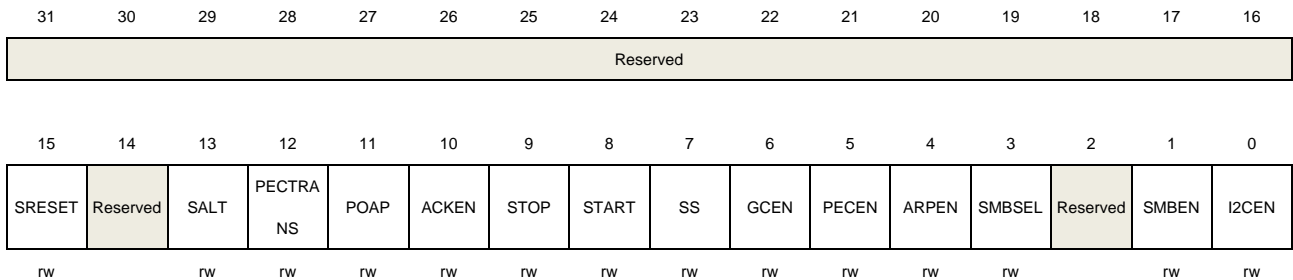 31 30 29 28 27 26 25 24 23 22 21 20 19 18 17 16
Reserved
15 14 13 12 11 10 9 8 7 6 5 4 3 2 1 0
SRESET Reserved SALT PECTRA NS POAP ACKEN STOP START SS GCEN PECEN ARPEN SMBSEL Reserved SMBEN I2CEN
rw rw rw rw rw rw rw rw rw rw rw rw rw rw